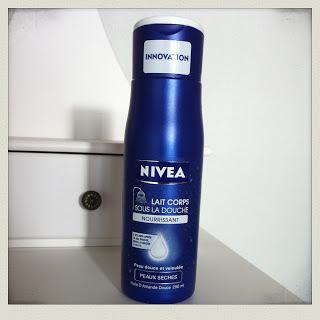 INNOVATION
NIVEA
LAIT CORPS
SOUS LA DOUCHE
NOURRISSANT
Peau douce et veloutée
PEAUX SÈCHES
Huile D'Amande Douce 250 ml